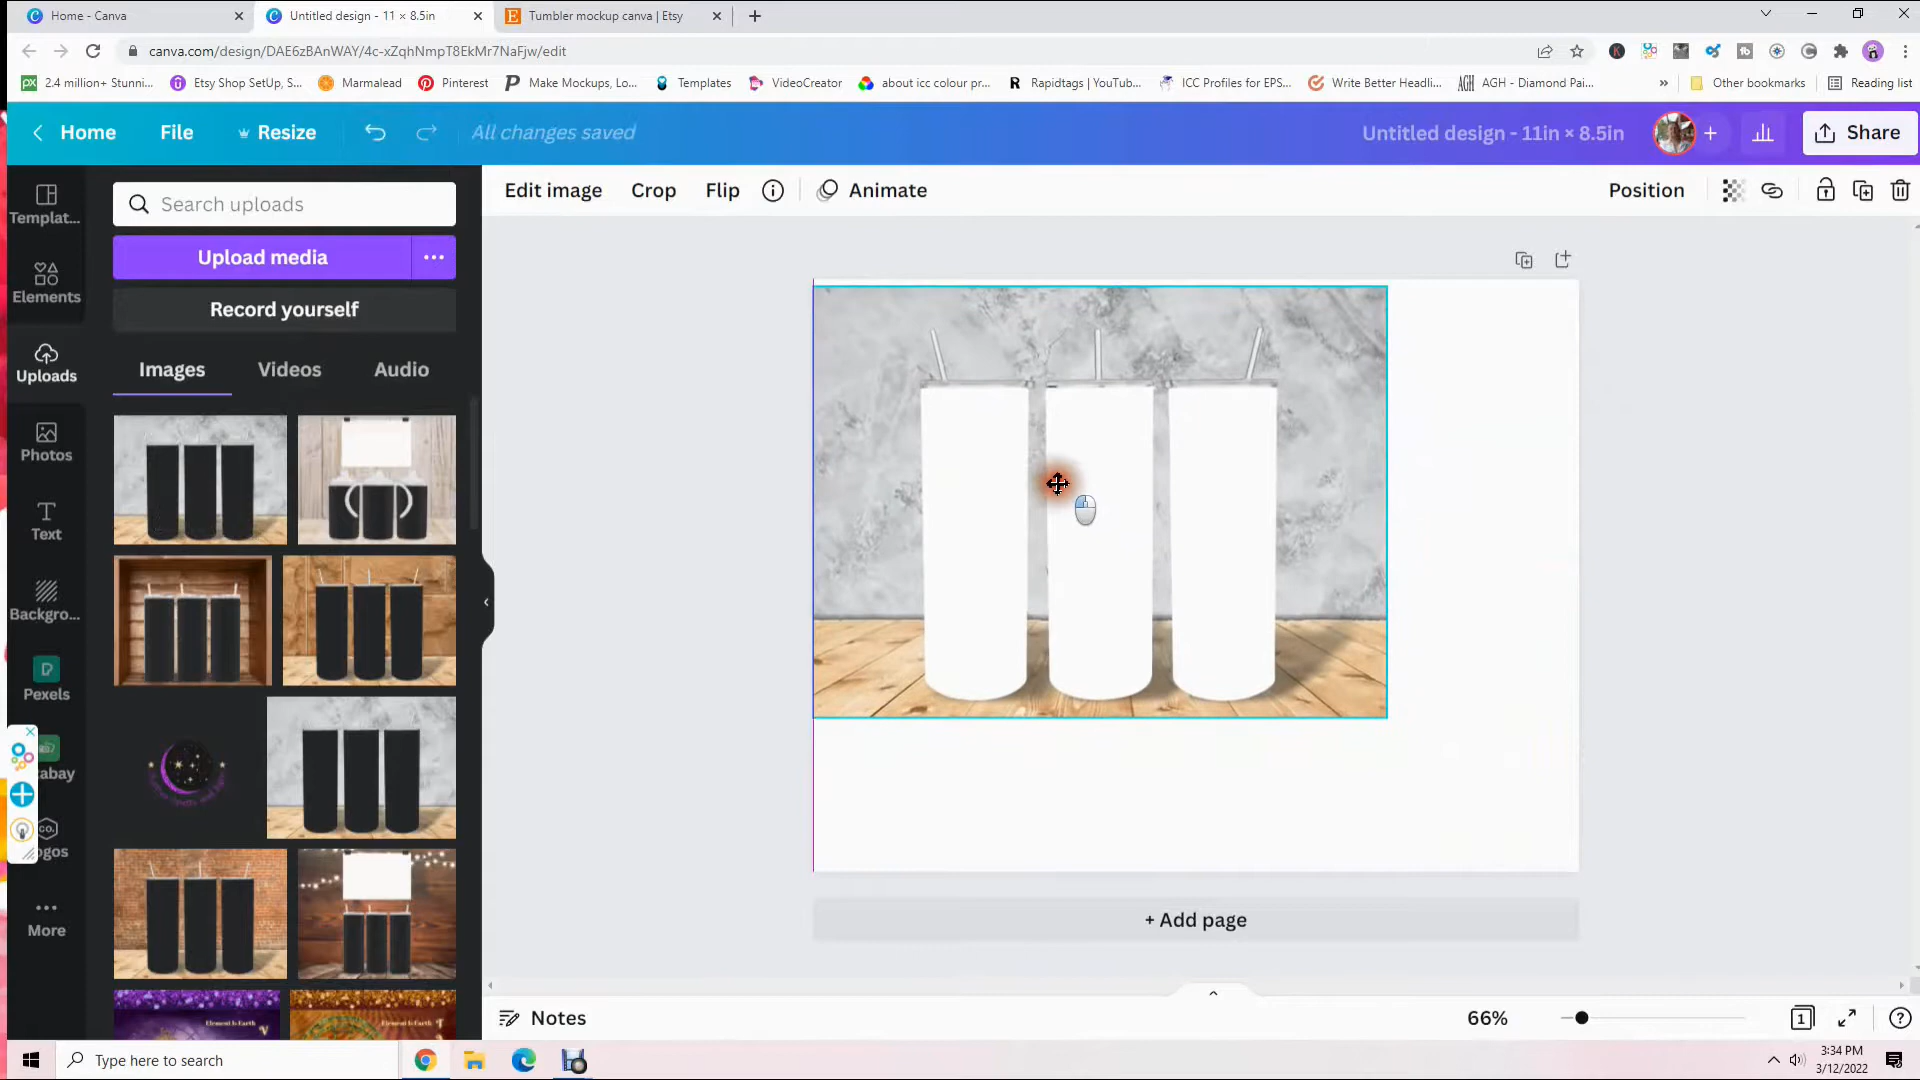 Home - Canva
Untitled design - 11 × 8.5in
Tumbler mockup canva | Etsy
canva.com/design/DAE6zBAnWAY/4c-xZqhNmpT8EkMr7NaFjw/edit
2.4 million+ Stunni...
Etsy Shop SetUp, S...
Marmalead
Pinterest
Make Mockups, Lo...
Templates
VideoCreator
about icc colour pr...
Rapidtags | YouTub...
ICC Profiles for EPS...
Write Better Headli...
AGH - Diamond Pai...
»
Other bookmarks
Reading list
Home
File
Resize
All changes saved
Untitled design - 11in × 8.5in
Share
Templat...
Elements
Uploads
Photos
Text
Backgro...
Pexels
abay
ogos
More
Search uploads
Upload media
Record yourself
Images
Videos
Audio
Edit image
Crop
Flip
Animate
Position
+ Add page
Notes
66%
1
Type here to search
3:34 PM
3/12/2022